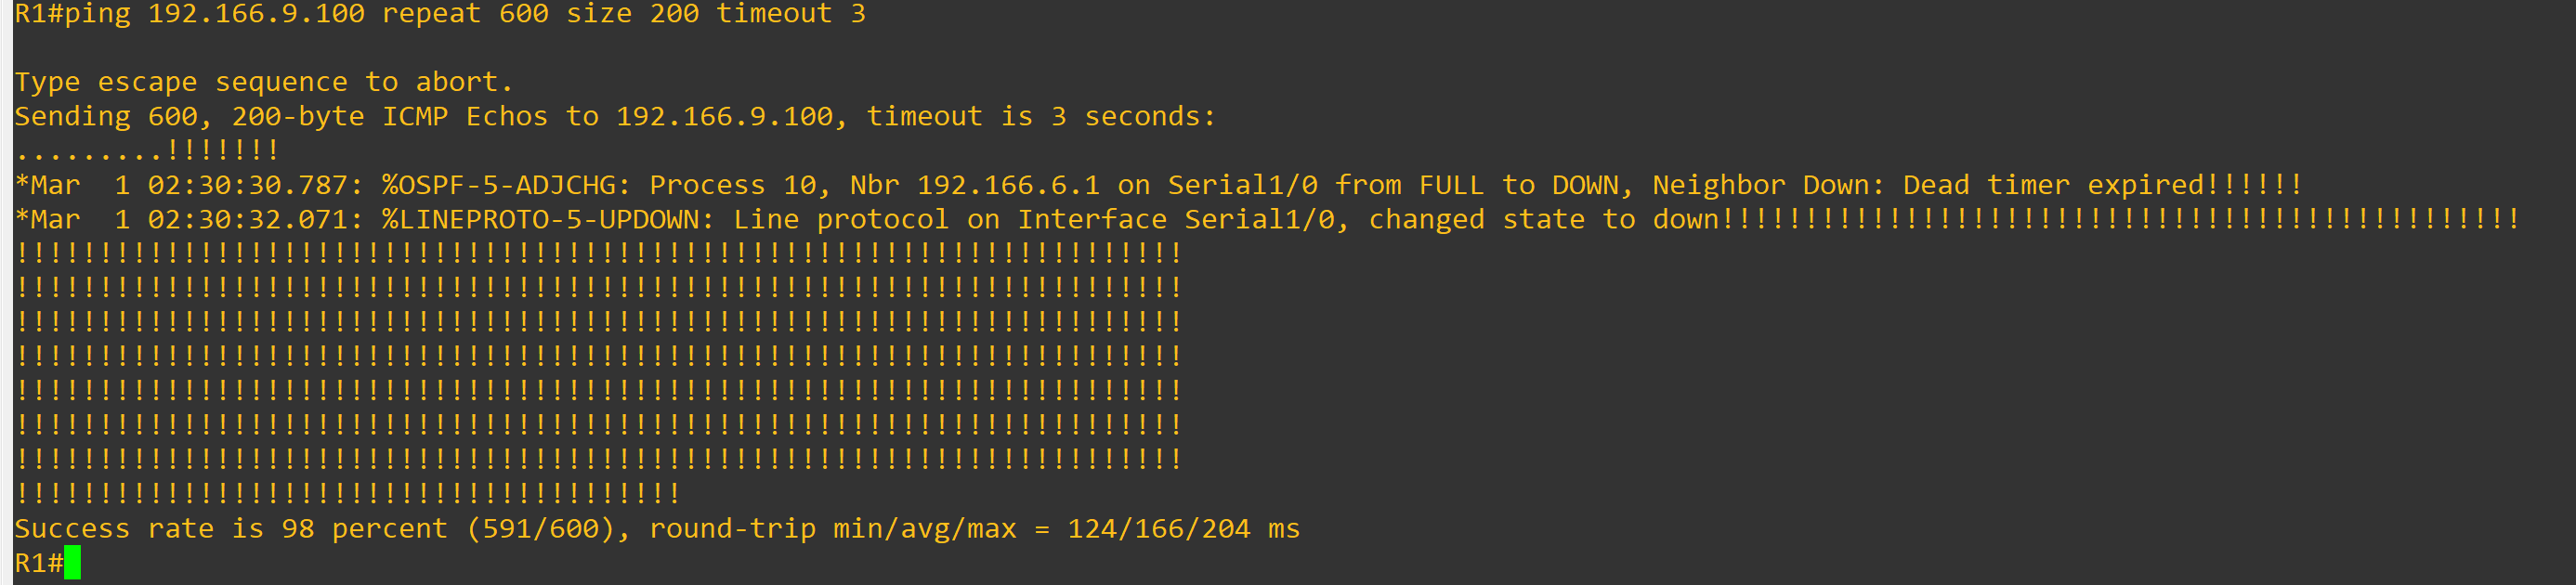 R1#ping 192.166.9.100 repeat 600 size 200 timeout 3
Type escape sequence to abort.
Sending 600, 200-byte ICMP Echos to 192.166.9.100, timeout is 3 seconds:
.........!!!!!!!
*Mar  1 02:30:30.787: %OSPF-5-ADJCHG: Process 10, Nbr 192.166.6.1 on Serial1/0 from FULL to DOWN, Neighbor Down: Dead timer expired!!!!!!
*Mar  1 02:30:32.071: %LINEPROTO-5-UPDOWN: Line protocol on Interface Serial1/0, changed state to down!!!!!!!!!!!!!!!!!!!!!!!!!!!!!!!!!!!!!!!!!!!!!!!!
!!!!!!!!!!!!!!!!!!!!!!!!!!!!!!!!!!!!!!!!!!!!!!!!!!!!!!!!!!!!!!!!!!!!!!
!!!!!!!!!!!!!!!!!!!!!!!!!!!!!!!!!!!!!!!!!!!!!!!!!!!!!!!!!!!!!!!!!!!!!!
!!!!!!!!!!!!!!!!!!!!!!!!!!!!!!!!!!!!!!!!!!!!!!!!!!!!!!!!!!!!!!!!!!!!!!
!!!!!!!!!!!!!!!!!!!!!!!!!!!!!!!!!!!!!!!!!!!!!!!!!!!!!!!!!!!!!!!!!!!!!!
!!!!!!!!!!!!!!!!!!!!!!!!!!!!!!!!!!!!!!!!!!!!!!!!!!!!!!!!!!!!!!!!!!!!!!
!!!!!!!!!!!!!!!!!!!!!!!!!!!!!!!!!!!!!!!!!!!!!!!!!!!!!!!!!!!!!!!!!!!!!!
!!!!!!!!!!!!!!!!!!!!!!!!!!!!!!!!!!!!!!!!!!!!!!!!!!!!!!!!!!!!!!!!!!!!!!
!!!!!!!!!!!!!!!!!!!!!!!!!!!!!!!!!!!!!!!!
Success rate is 98 percent (591/600), round-trip min/avg/max = 124/166/204 ms
R1#